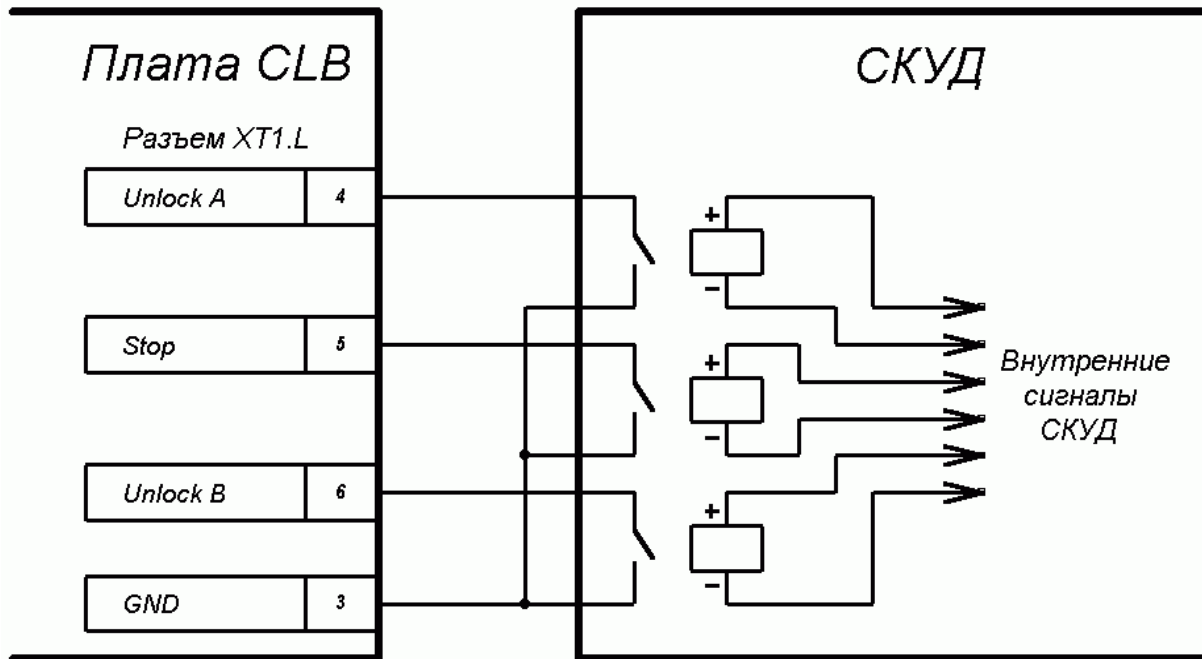 Плата CLB
СКУД
Разъем XT1.L
Unlock A 4
+
−
Stop 5
+
−
Внутренние
сигналы
СКУД
Unlock B 6
+
−
GND 3